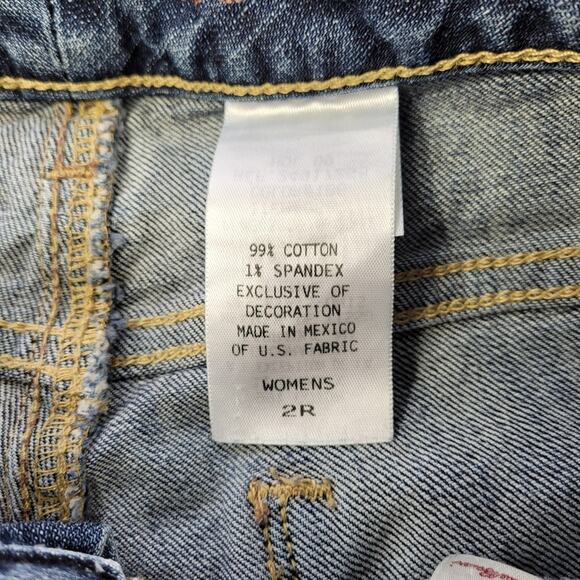 99% COTTON
1% SPANDEX
EXCLUSIVE OF
DECORATION
MADE IN MEXICO
OF U.S. FABRIC
WOMENS
2R